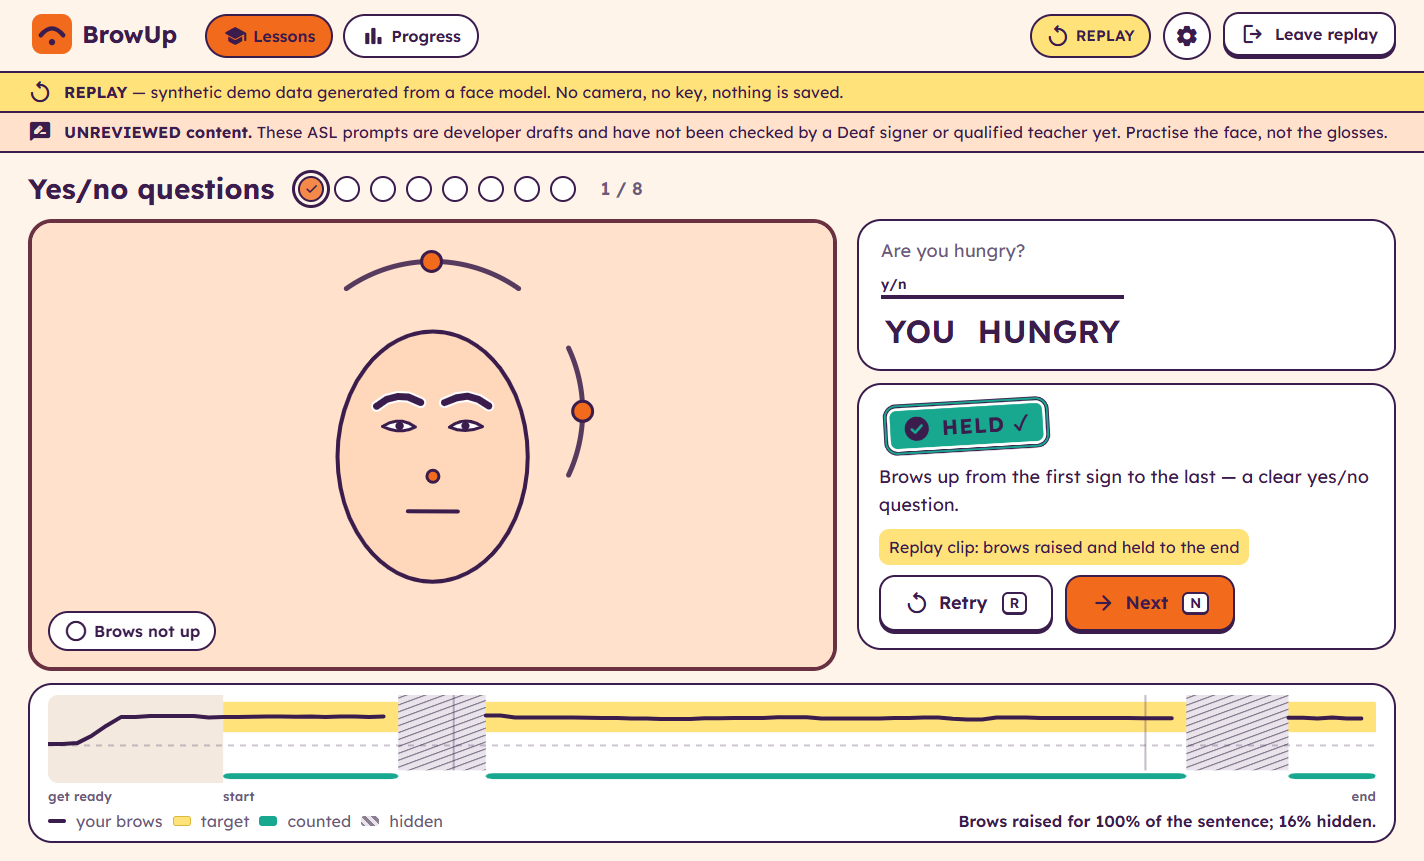 BrowUp
Lessons
Progress
REPLAY
Leave replay
REPLAY — synthetic demo data generated from a face model. No camera, no key, nothing is saved.
UNREVIEWED content. These ASL prompts are developer drafts and have not been checked by a Deaf signer or qualified teacher yet. Practise the face, not the glosses.
Yes/no questions
1 / 8
Are you hungry?
y/n
YOU HUNGRY
HELD ✓
Brows up from the first sign to the last — a clear yes/no
question.
Replay clip: brows raised and held to the end
Retry R
Next N
Brows not up
get ready
start
end
your brows
target
counted
hidden
Brows raised for 100% of the sentence; 16% hidden.